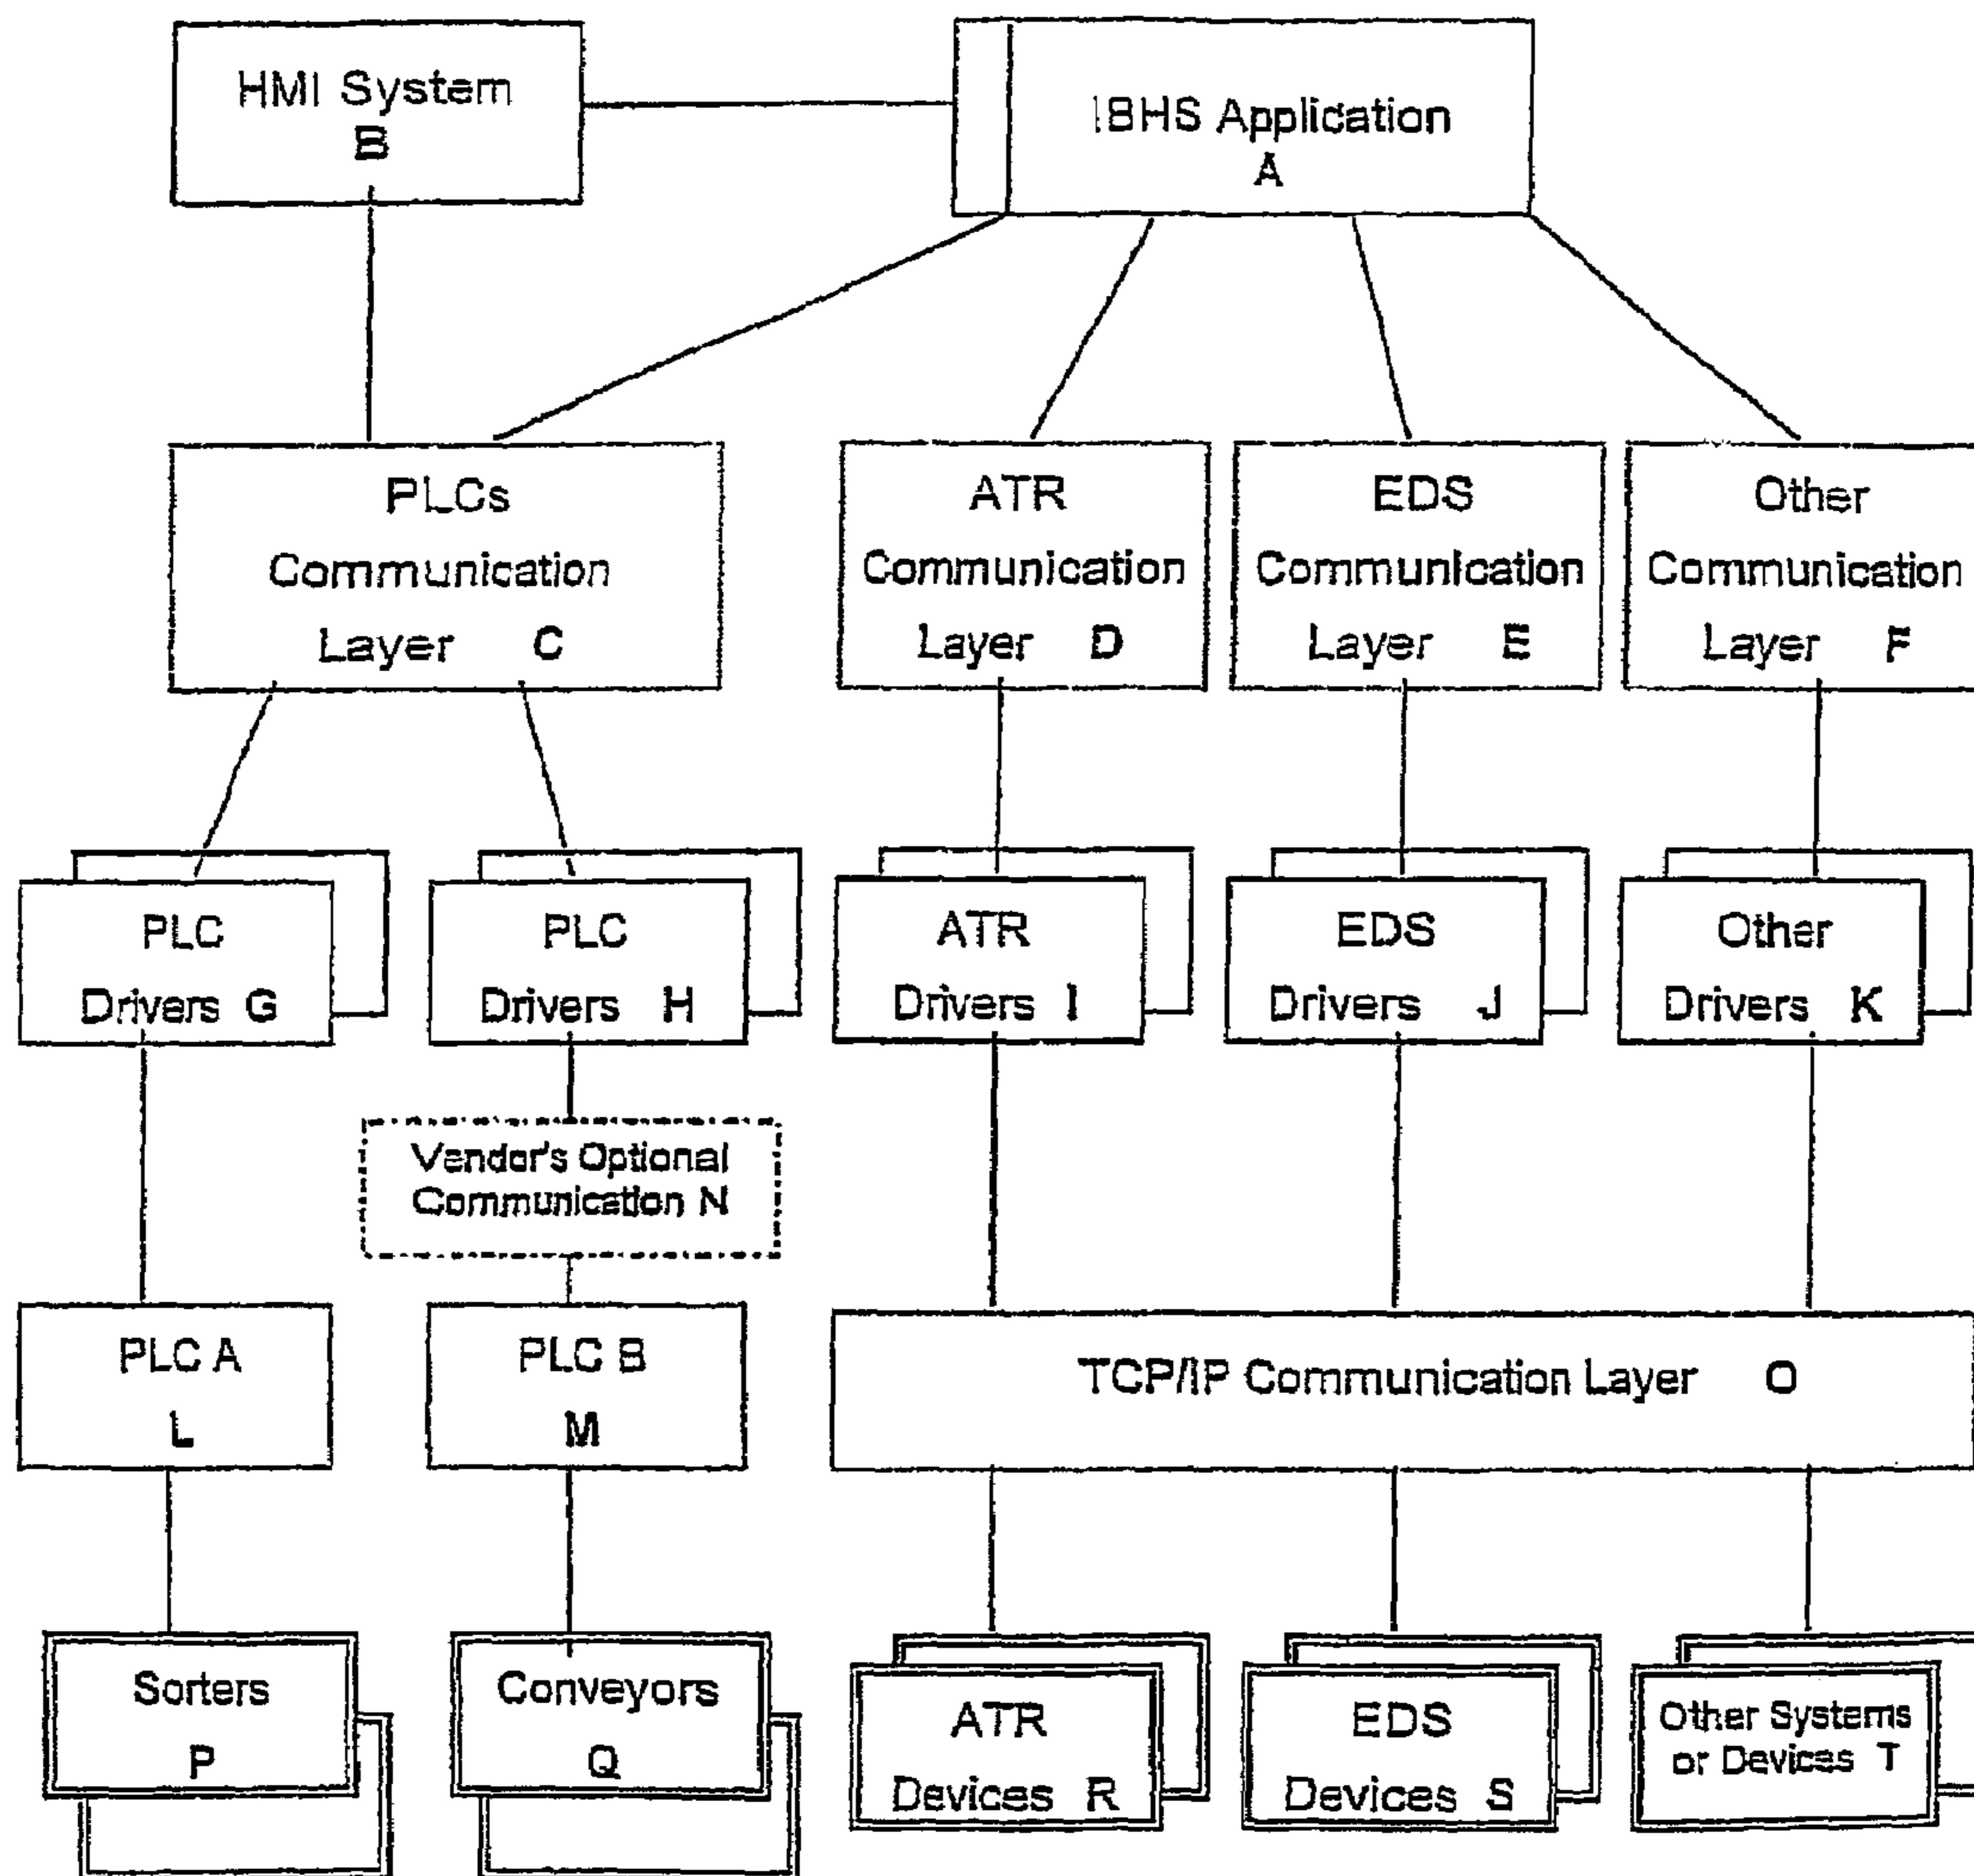 HMI System
B
IBHS Application
A
PLCs
Communication
Layer C
ATR
Communication
Layer D
EDS
Communication
Layer E
Other
Communication
Layer F
PLC
Drivers G
PLC
Drivers H
ATR
Drivers I
EDS
Drivers J
Other
Drivers K
Vendor's Optional
Communication N
PLC A
L
PLC B
M
TCP/IP Communication Layer O
Sorters
P
Conveyors
Q
ATR
Devices R
EDS
Devices S
Other Systems
or Devices T